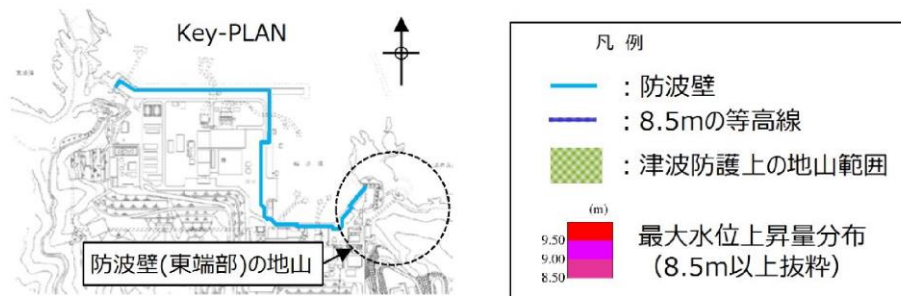 Key-PLAN
防波壁(東端部)の地山
凡 例
：防波壁
：8.5mの等高線
：津波防護上の地山範囲
(m)
9.50
9.00
8.50
最大水位上昇量分布
（8.5m以上抜粋）